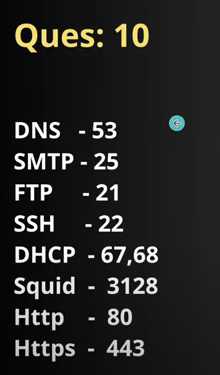 Ques: 10
DNS - 53
SMTP - 25
FTP - 21
SSH - 22
DHCP - 67,68
Squid - 3128
Http - 80
Https - 443